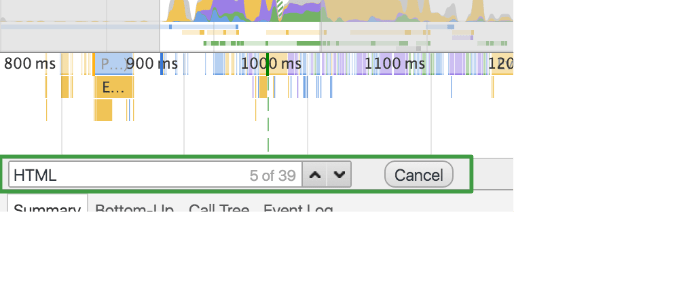 800 ms 900 ms 1000 ms 1100 ms 120
P...
E...
HTML 5 of 39 Cancel
Summary Bottom-Up Call Tree Event Log